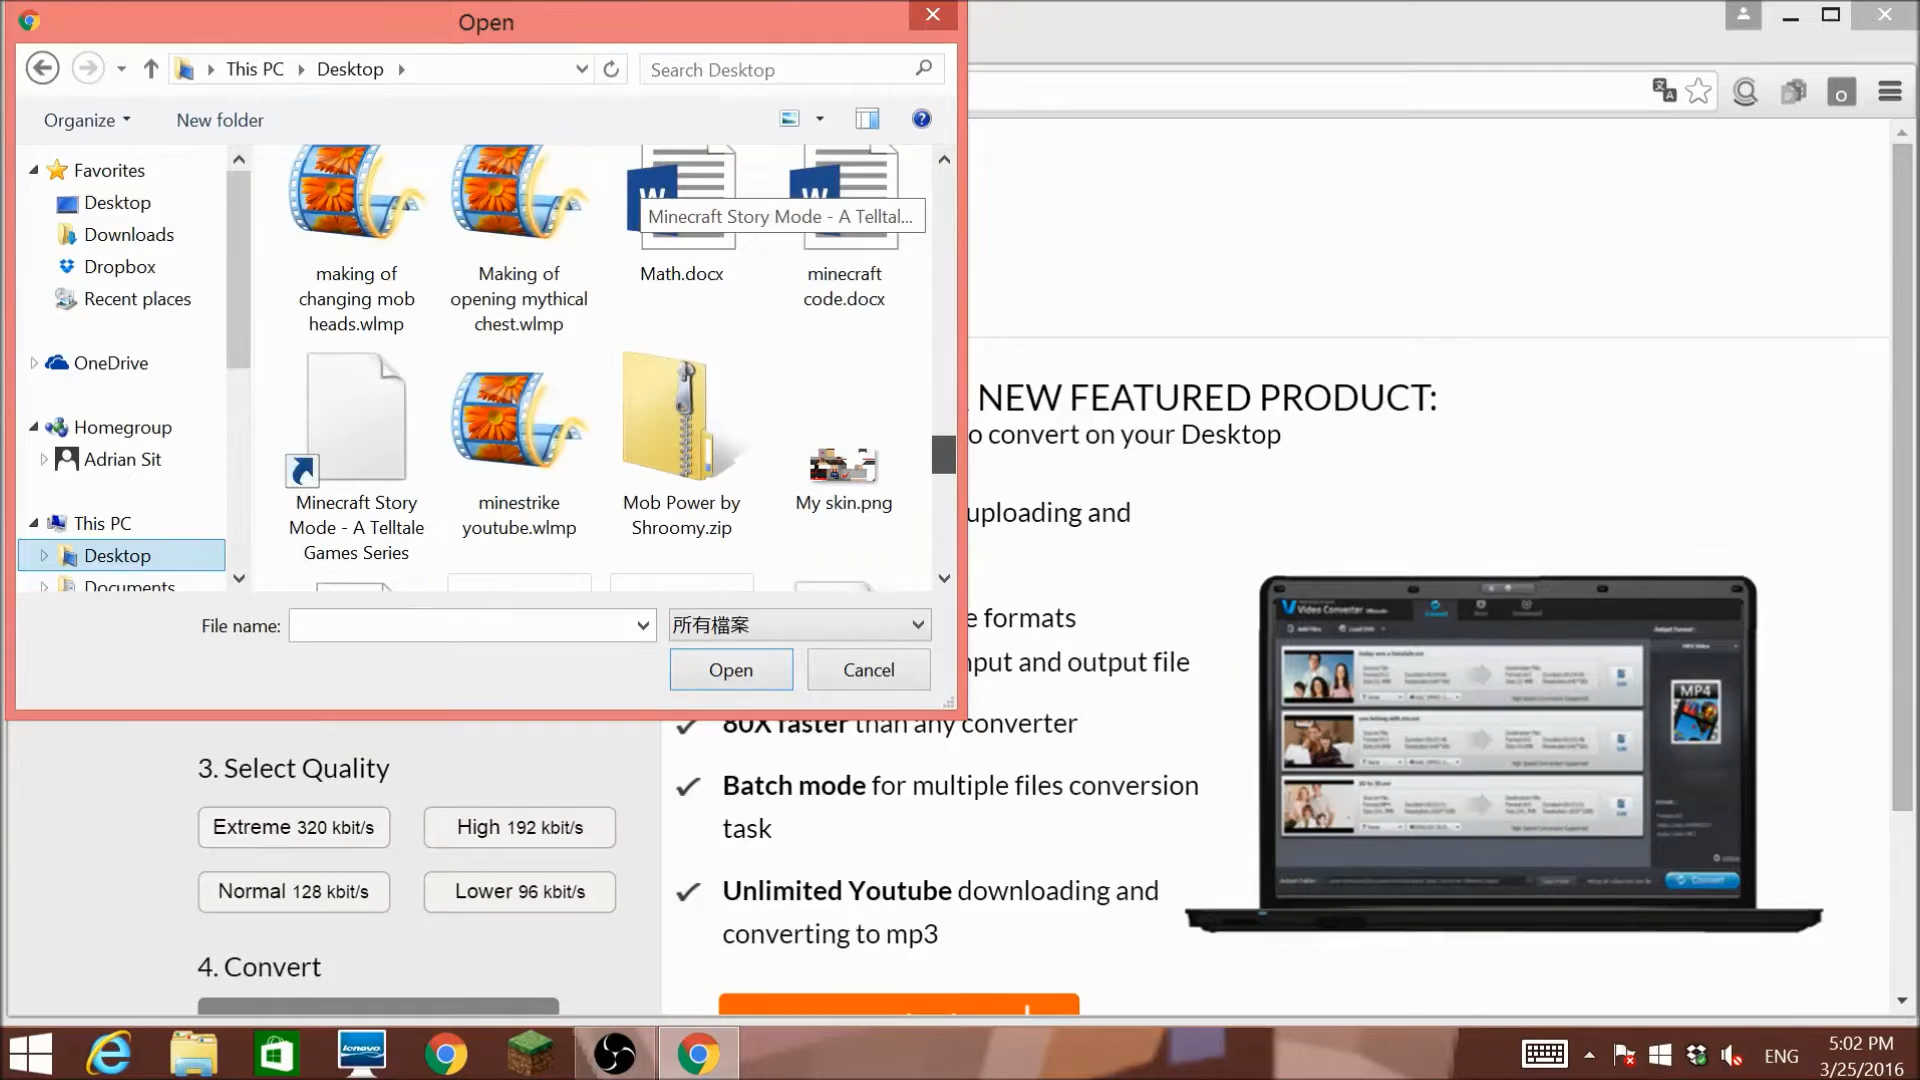 Open
This PC
Desktop
Search Desktop
Organize
New folder
Favorites
Desktop
Downloads
Dropbox
Recent places
OneDrive
Homegroup
Adrian Sit
This PC
Desktop
Documents
W
W
Minecraft Story Mode - A Telltal...
making of
changing mob
heads.wlmp
Making of
opening mythical
chest.wlmp
Math.docx
minecraft
code.docx
Minecraft Story
Mode - A Telltale
Games Series
minestrike
youtube.wlmp
Mob Power by
Shroomy.zip
My skin.png
File name:
所有檔案
Open
Cancel
NEW FEATURED PRODUCT:
o convert on your Desktop
uploading and
e formats
nput and output file
80X faster than any converter
Batch mode for multiple files conversion
task
Unlimited Youtube downloading and
converting to mp3
3. Select Quality
Extreme 320 kbit/s
High 192 kbit/s
Normal 128 kbit/s
Lower 96 kbit/s
4. Convert
Video Converter
MP4
Convert
lenovo
ENG
5:02 PM
3/25/2016